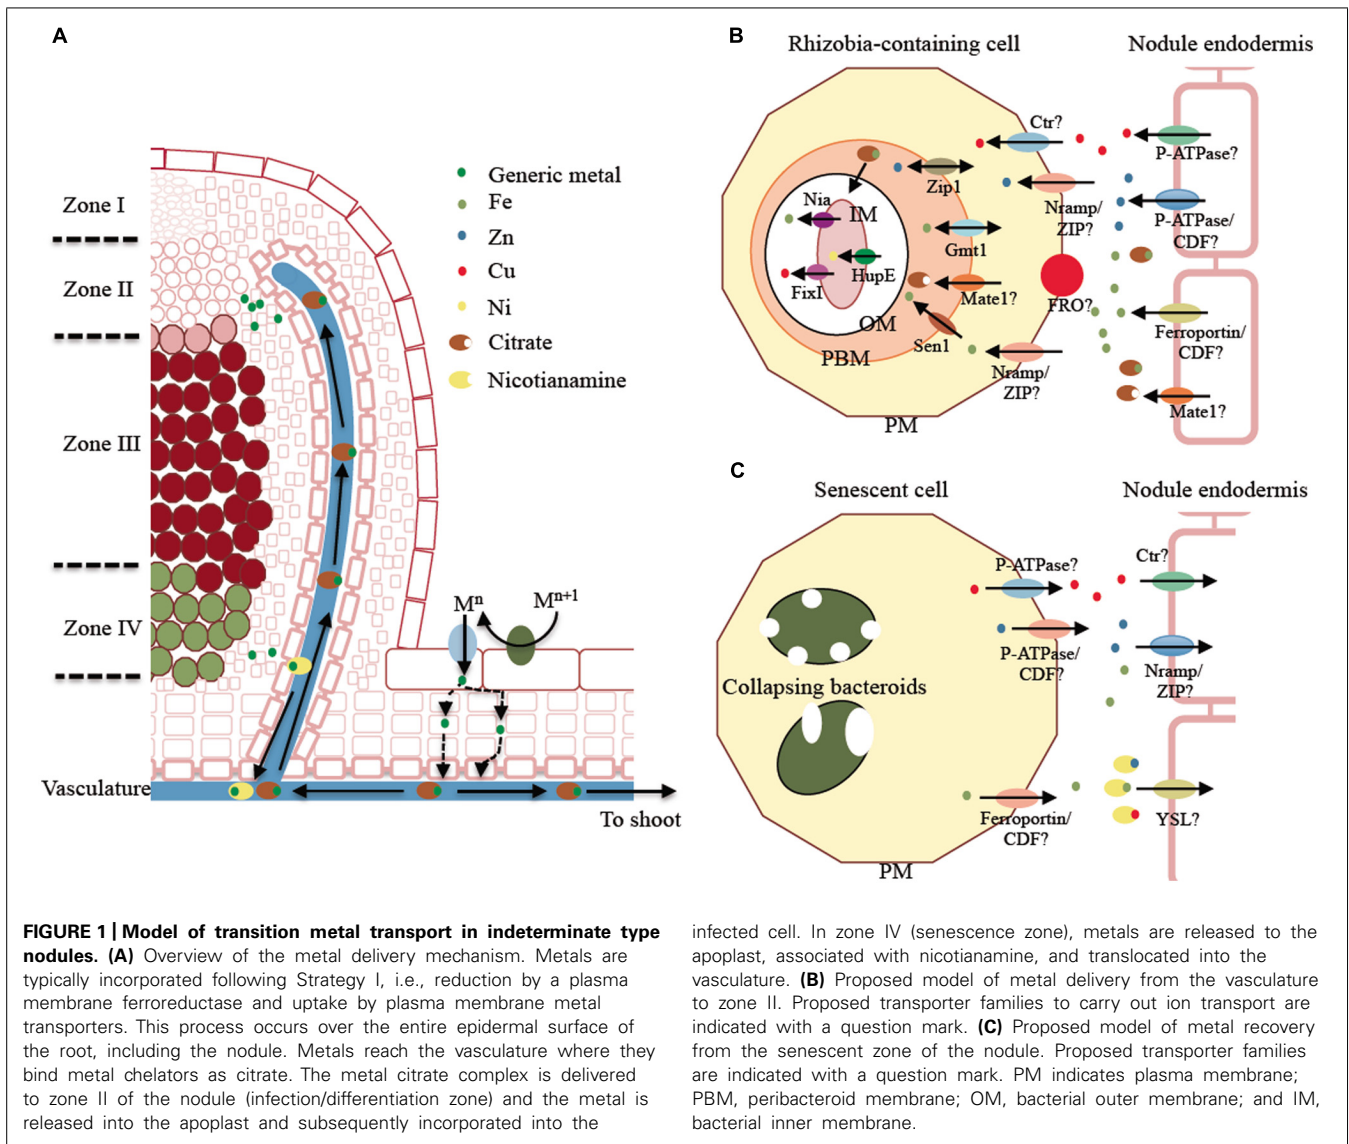 A
Zone I
Zone II
Zone III
Zone IV
Vasculature
Generic metal
Fe
Zn
Cu
Ni
Citrate
Nicotianamine
Mn
Mn+1
To shoot
B
Rhizobia-containing cell
Nodule endodermis
Ctr?
P-ATPase?
Zip1
Nramp/
ZIP?
P-ATPase/
CDF?
Nia
IM
Gmt1
HupE
Fix1
Mate1?
FRO?
OM
Sen1
PBM
Ferroportin/
CDF?
Nramp/
ZIP?
Mate1?
PM
C
Senescent cell
Nodule endodermis
P-ATPase?
Ctr?
P-ATPase/
CDF?
Nramp/
ZIP?
Collapsing bacteroids
Ferroportin/
CDF?
YSL?
PM
FIGURE 1 | Model of transition metal transport in indeterminate type
nodules. (A) Overview of the metal delivery mechanism. Metals are
typically incorporated following Strategy I, i.e., reduction by a plasma
membrane ferroreductase and uptake by plasma membrane metal
transporters. This process occurs over the entire epidermal surface of
the root, including the nodule. Metals reach the vasculature where they
bind metal chelators as citrate. The metal citrate complex is delivered
to zone II of the nodule (infection/differentiation zone) and the metal is
released into the apoplast and subsequently incorporated into the
infected cell. In zone IV (senescence zone), metals are released to the
apoplast, associated with nicotianamine, and translocated into the
vasculature. (B) Proposed model of metal delivery from the vasculature
to zone II. Proposed transporter families to carry out ion transport are
indicated with a question mark. (C) Proposed model of metal recovery
from the senescent zone of the nodule. Proposed transporter families
are indicated with a question mark. PM indicates plasma membrane;
PBM, peribacteroid membrane; OM, bacterial outer membrane; and IM,
bacterial inner membrane.